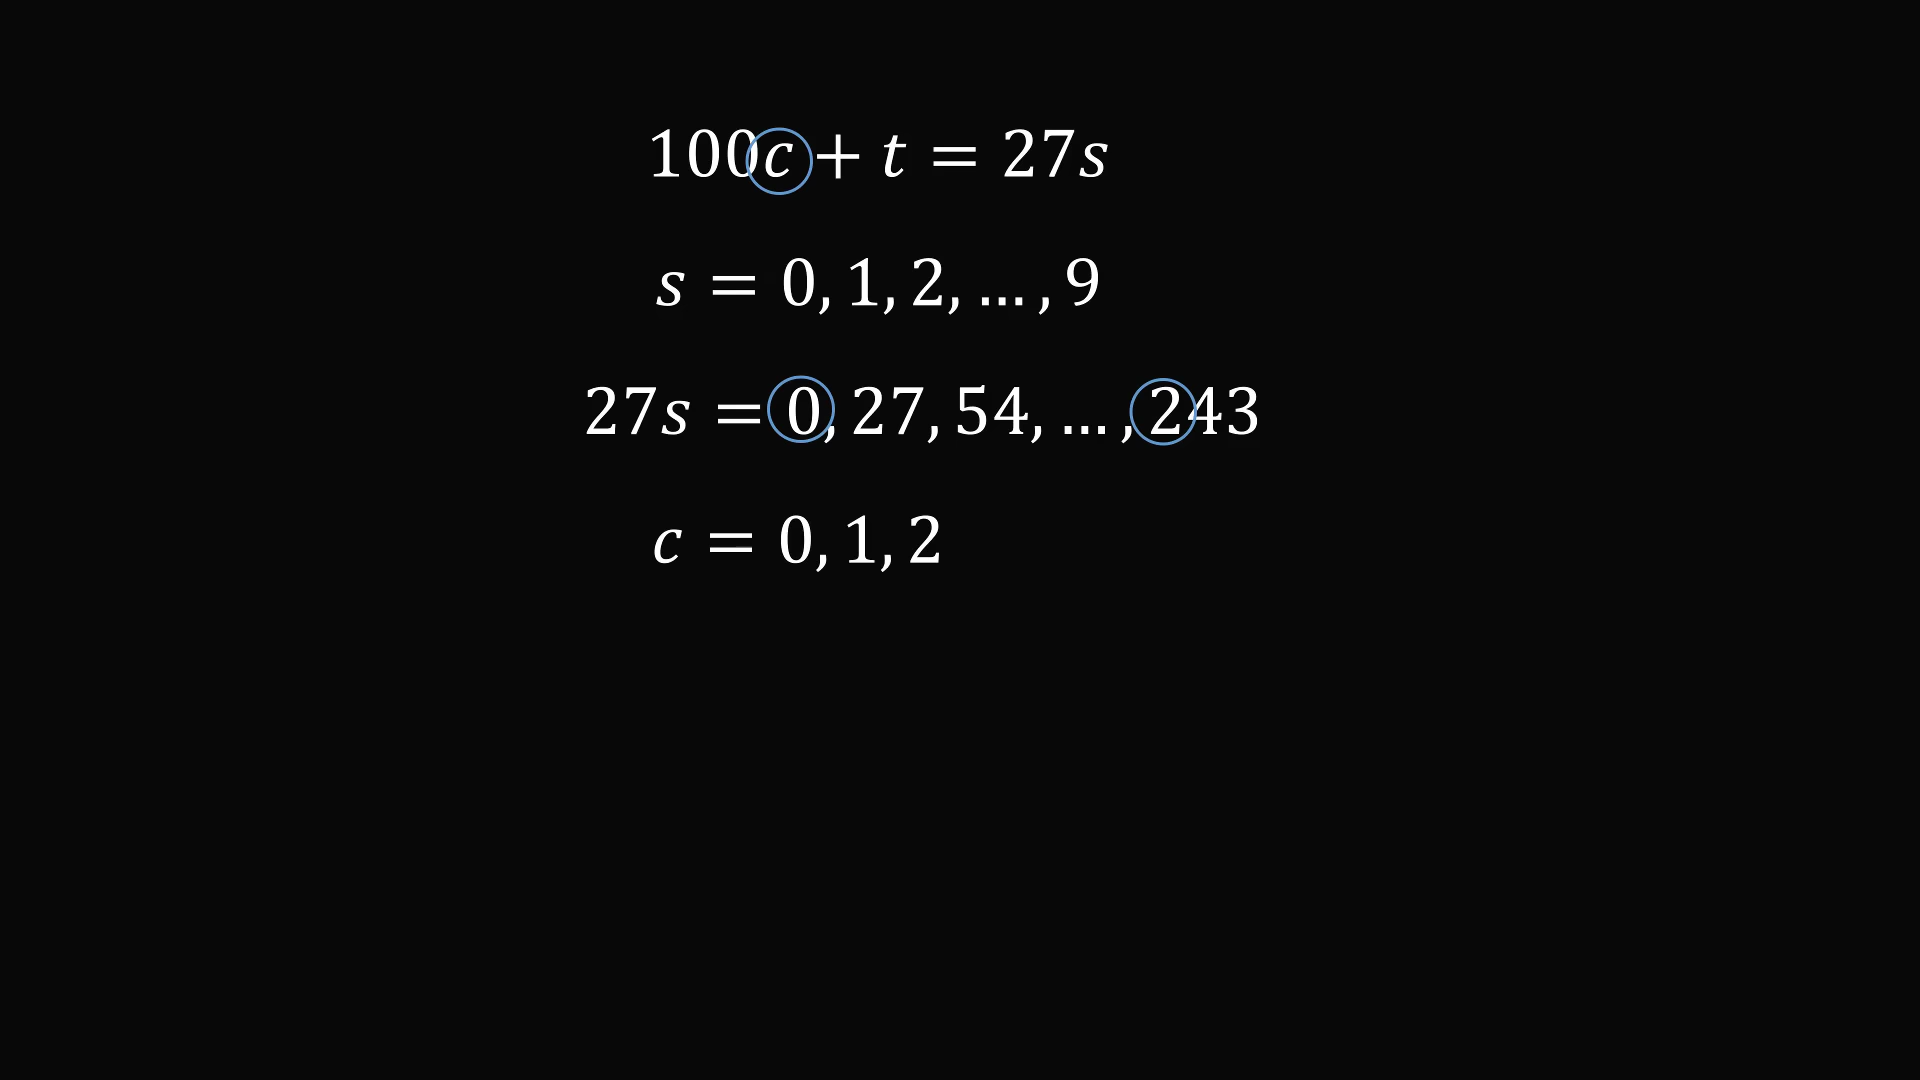 100c + t = 27s
s = 0, 1, 2, … , 9
27s = 0, 27, 54, … , 243
c = 0, 1, 2